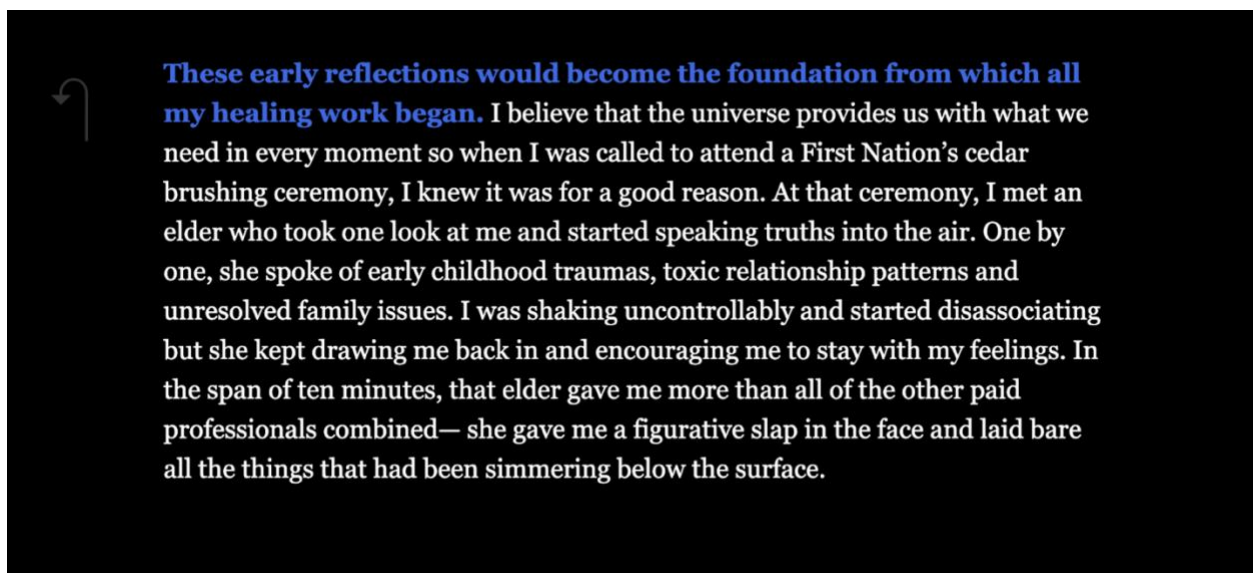 These early reflections would become the foundation from which all
my healing work began. I believe that the universe provides us with what we
need in every moment so when I was called to attend a First Nation’s cedar
brushing ceremony, I knew it was for a good reason. At that ceremony, I met an
elder who took one look at me and started speaking truths into the air. One by
one, she spoke of early childhood traumas, toxic relationship patterns and
unresolved family issues. I was shaking uncontrollably and started disassociating
but she kept drawing me back in and encouraging me to stay with my feelings. In
the span of ten minutes, that elder gave me more than all of the other paid
professionals combined— she gave me a figurative slap in the face and laid bare
all the things that had been simmering below the surface.